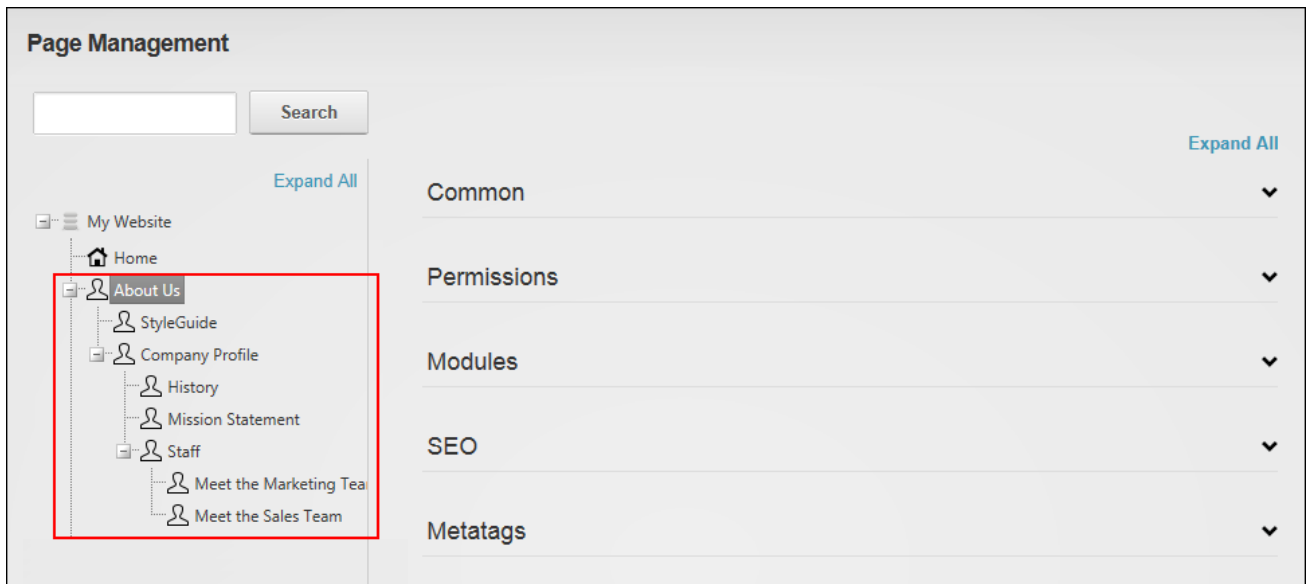 Page Management
Search
Expand All
My Website
Home
About Us
StyleGuide
Company Profile
History
Mission Statement
Staff
Meet the Marketing Tea
Meet the Sales Team
Expand All
Common
Permissions
Modules
SEO
Metatags